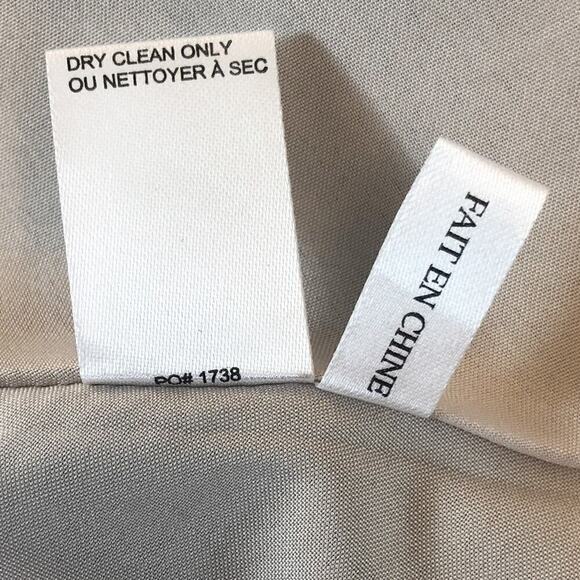 DRY CLEAN ONLY
OU NETTOYER À SEC
PO# 1738
FAIT EN CHINE